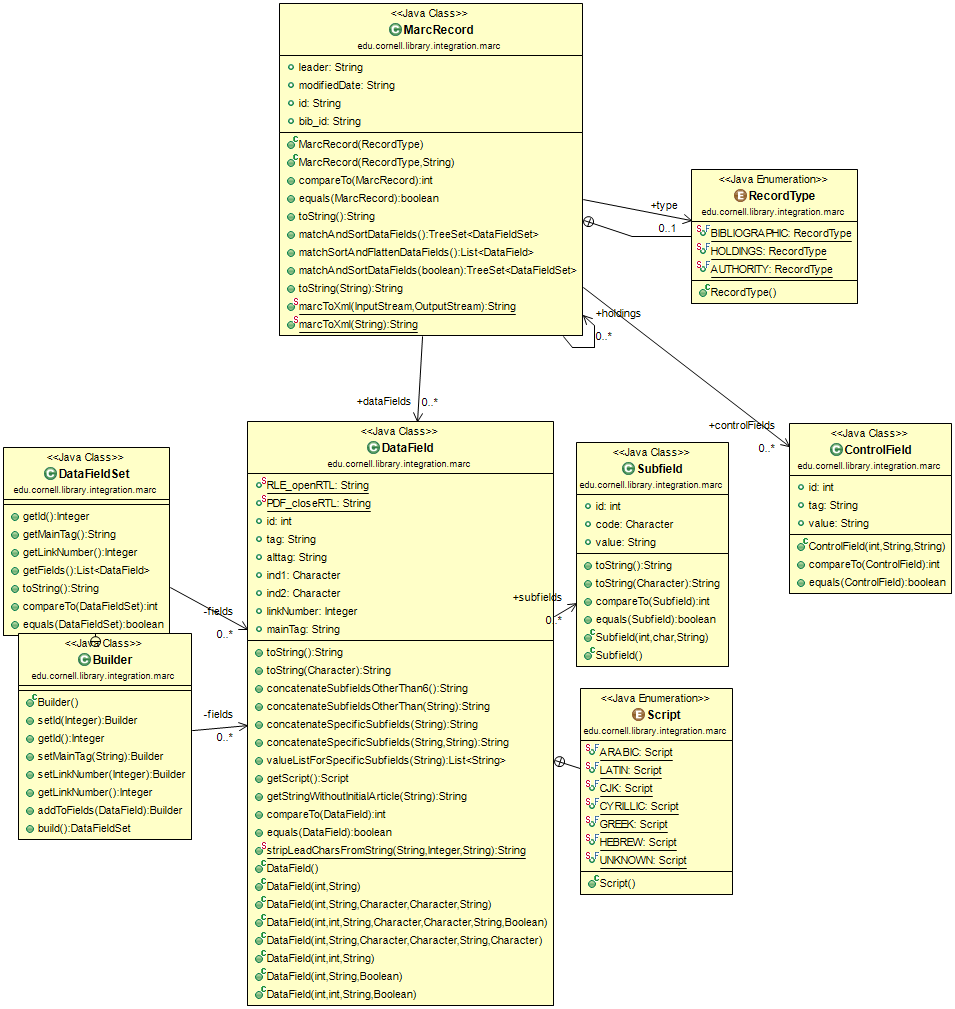 <<Java Class>>
MarcRecord
edu.cornell.library.integration.marc
leader: String
modifiedDate: String
id: String
bib_id: String
MarcRecord(RecordType)
MarcRecord(RecordType,String)
compareTo(MarcRecord):int
equals(MarcRecord):boolean
toString():String
matchAndSortDataFields():TreeSet<DataFieldSet>
matchSortAndFlattenDataFields():List<DataField>
matchAndSortDataFields(boolean):TreeSet<DataFieldSet>
toString(String):String
marcToXml(InputStream,OutputStream):String
marcToXml(String):String
+type
0..1
<<Java Enumeration>>
RecordType
edu.cornell.library.integration.marc
BIBLIOGRAPHIC: RecordType
HOLDINGS: RecordType
AUTHORITY: RecordType
RecordType()
+holdings
0..*
+dataFields
0..*
+controlFields
0..*
<<Java Class>>
DataFieldSet
edu.cornell.library.integration.marc
getId():Integer
getMainTag():String
getLinkNumber():Integer
getFields():List<DataField>
toString():String
compareTo(DataFieldSet):int
equals(DataFieldSet):boolean
-fields
0..*
<<Java Class>>
Builder
edu.cornell.library.integration.marc
Builder()
setId(Integer):Builder
getId():Integer
setMainTag(String):Builder
setLinkNumber(Integer):Builder
getLinkNumber():Integer
addToFields(DataField):Builder
build():DataFieldSet
-fields
0..*
<<Java Class>>
DataField
edu.cornell.library.integration.marc
RLE_openRTL: String
PDF_closeRTL: String
id: int
tag: String
alttag: String
ind1: Character
ind2: Character
linkNumber: Integer
mainTag: String
toString():String
toString(Character):String
concatenateSubfieldsOtherThan6():String
concatenateSubfieldsOtherThan(String):String
concatenateSpecificSubfields(String):String
concatenateSpecificSubfields(String,String):String
valueListForSpecificSubfields(String):List<String>
getScript():Script
getStringWithoutInitialArticle(String):String
compareTo(DataField):int
equals(DataField):boolean
stripLeadCharsFromString(String,Integer,String):String
DataField()
DataField(int,String)
DataField(int,String,Character,Character,String)
DataField(int,int,String,Character,Character,String,Boolean)
DataField(int,String,Character,Character,String,Character)
DataField(int,int,String)
DataField(int,String,Boolean)
DataField(int,int,String,Boolean)
+subfields
0..*
<<Java Class>>
Subfield
edu.cornell.library.integration.marc
id: int
code: Character
value: String
toString():String
toString(Character):String
compareTo(Subfield):int
equals(Subfield):boolean
Subfield(int,char,String)
Subfield()
<<Java Class>>
ControlField
edu.cornell.library.integration.marc
id: int
tag: String
value: String
ControlField(int,String,String)
compareTo(ControlField):int
equals(ControlField):boolean
<<Java Enumeration>>
Script
edu.cornell.library.integration.marc
ARABIC: Script
LATIN: Script
CJK: Script
CYRILLIC: Script
GREEK: Script
HEBREW: Script
UNKNOWN: Script
Script()